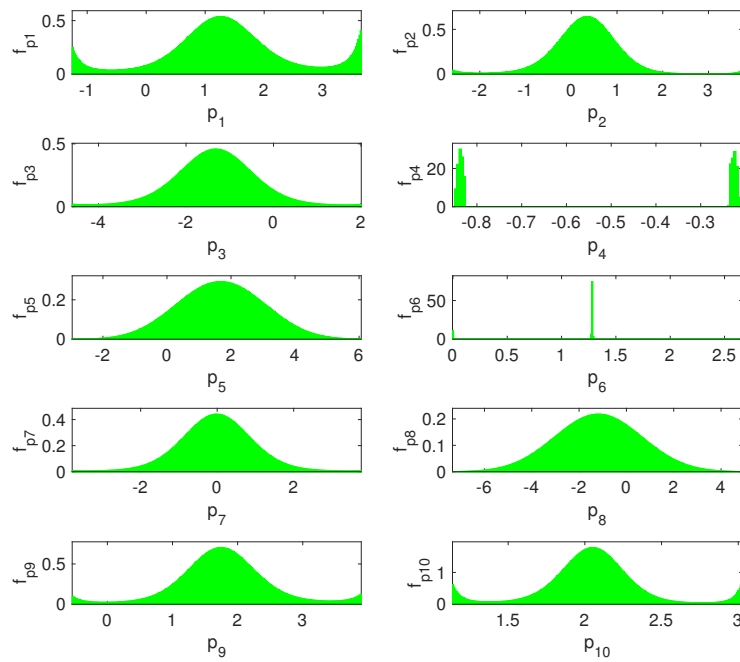 f_p1
0.5
0
-1 0 1 2 3
p_1
f_p2
0.5
0
-2 -1 0 1 2 3
p_2
f_p3
0.5
0
-4 -2 0 2
p_3
f_p4
20
0
-0.8 -0.7 -0.6 -0.5 -0.4 -0.3
p_4
f_p5
0.2
0
-2 0 2 4 6
p_5
f_p6
50
0
0 0.5 1 1.5 2 2.5
p_6
f_p7
0.4
0.2
0
-2 0 2
p_7
f_p8
0.2
0.1
0
-6 -4 -2 0 2 4
p_8
f_p9
0.5
0
0 1 2 3
p_9
f_p10
1
0
1.5 2 2.5 3
p_10